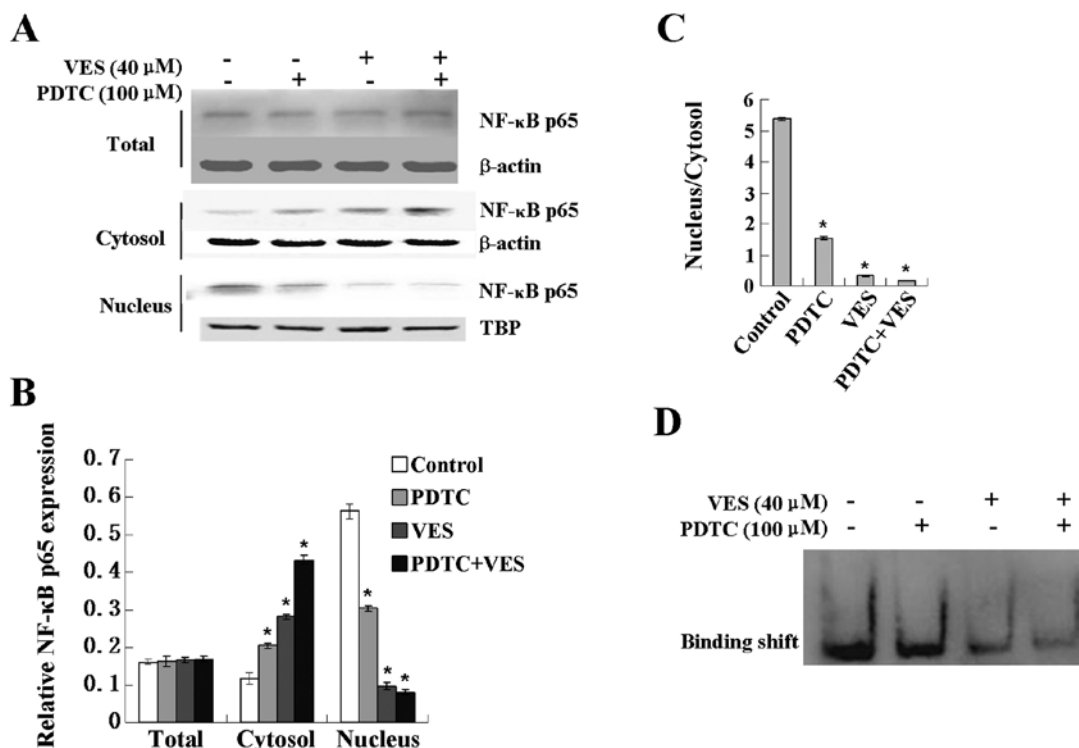 A
VES (40 μM) - - + +
PDTC (100 μM) - + - +
Total
NF-κB p65
β-actin
Cytosol
NF-κB p65
β-actin
Nucleus
NF-κB p65
TBP
B
Relative NF-κB p65 expression
0.7
0.6
0.5
0.4
0.3
0.2
0.1
0
Control
PDTC
VES
PDTC+VES
* * *
* * *
Total Cytosol Nucleus
C
Nucleus/Cytosol
6
5
4
3
2
1
0
* * *
Control PDTC VES PDTC+VES
D
VES (40 μM) - - + +
PDTC (100 μM) - + - +
Binding shift